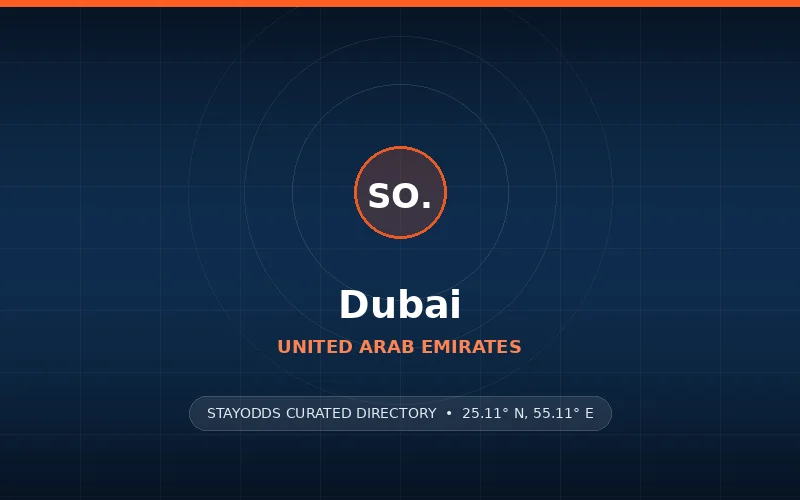 SO.
Dubai
UNITED ARAB EMIRATES
STAYODDS CURATED DIRECTORY • 25.11° N, 55.11° E